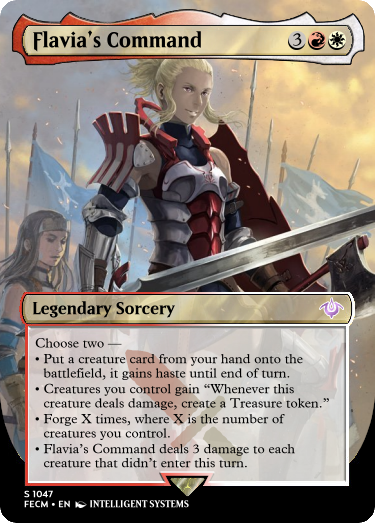 Flavia's Command 3
Legendary Sorcery
Choose two —
• Put a creature card from your hand onto the
battlefield, it gains haste until end of turn.
• Creatures you control gain “Whenever this
creature deals damage, create a Treasure token.”
• Forge X times, where X is the number of
creatures you control.
• Flavia's Command deals 3 damage to each
creature that didn't enter this turn.
S 1047
FECM • EN INTELLIGENT SYSTEMS